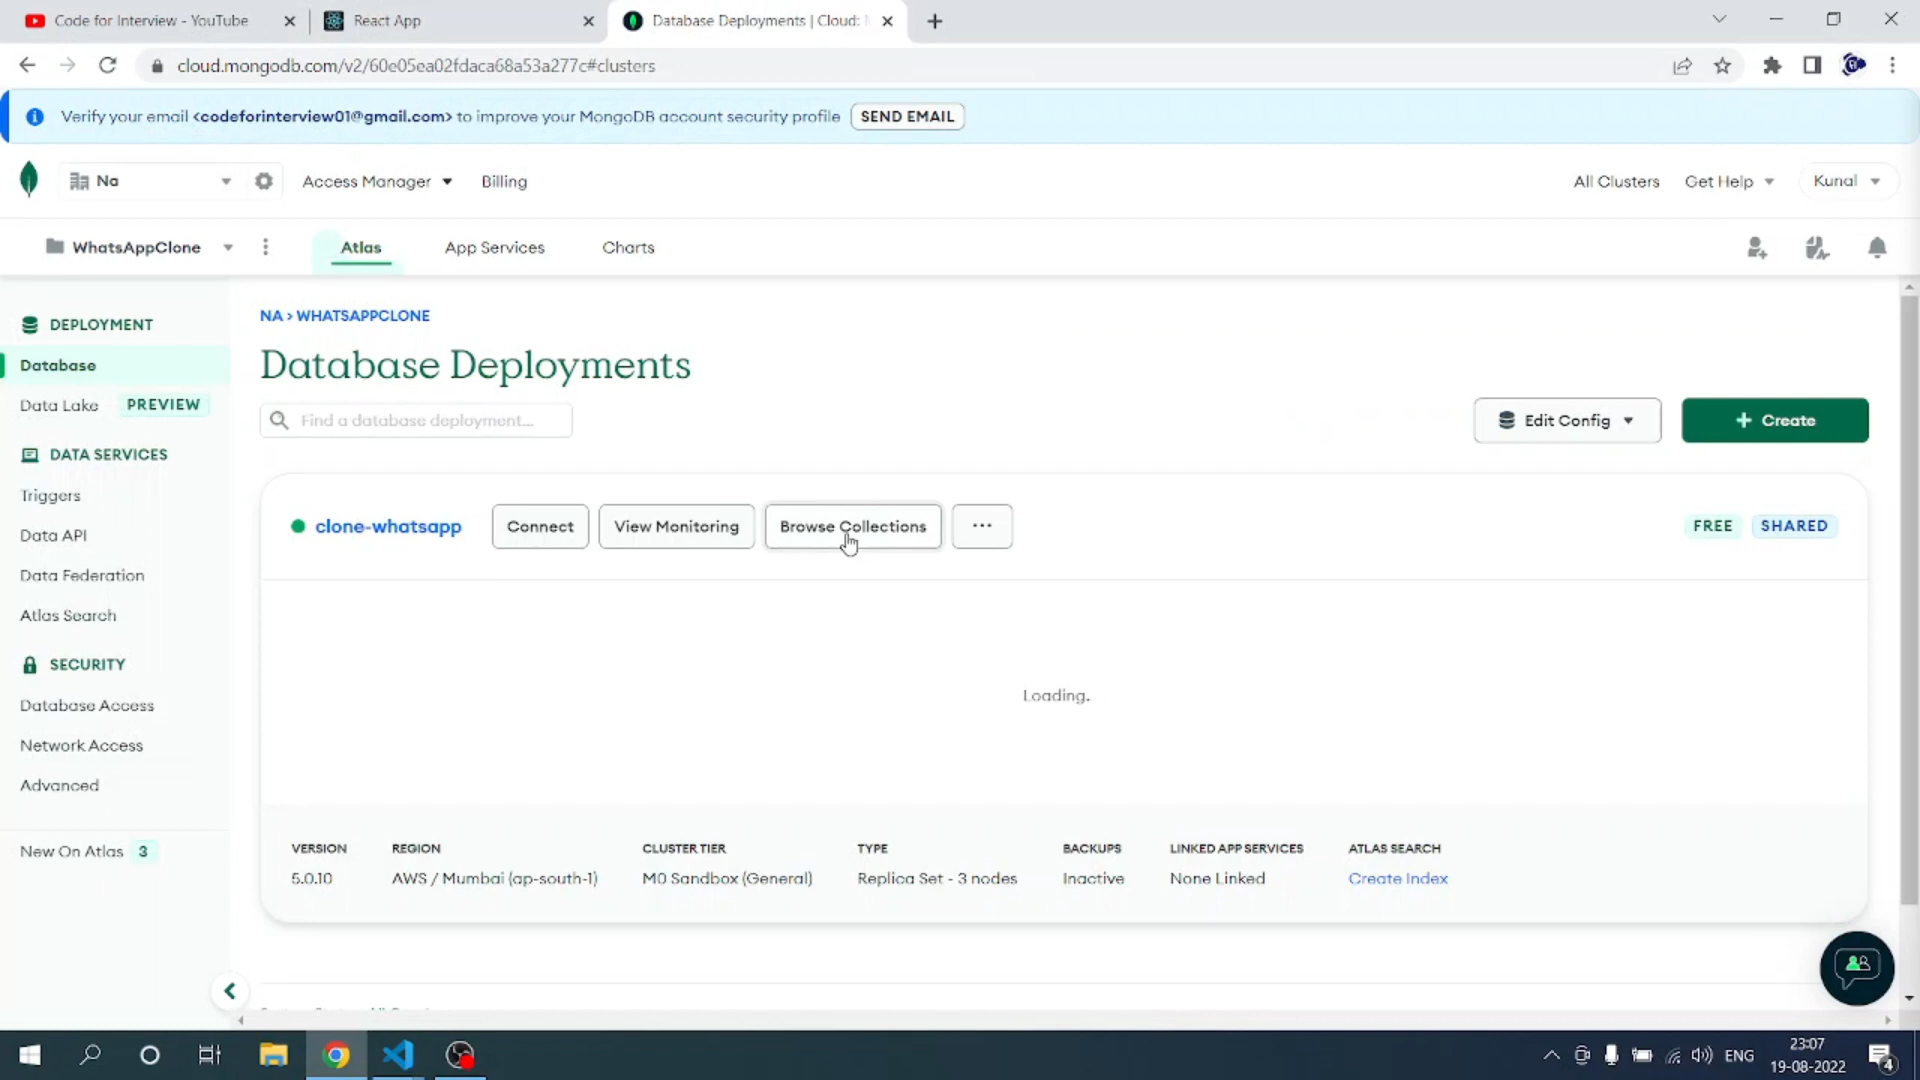 Code for Interview - YouTube
React App
Database Deployments | Cloud:
cloud.mongodb.com/v2/60e05ea02fdaca68a53a277c#clusters
Verify your email <codeforinterview01@gmail.com> to improve your MongoDB account security profile SEND EMAIL
Na
Access Manager
Billing
All Clusters
Get Help
Kunal
WhatsAppClone
Atlas
App Services
Charts
DEPLOYMENT
Database
Data Lake PREVIEW
DATA SERVICES
Triggers
Data API
Data Federation
Atlas Search
SECURITY
Database Access
Network Access
Advanced
New On Atlas 3
NA > WHATSAPPCLONE
Database Deployments
Find a database deployment...
Edit Config
+ Create
clone-whatsapp
Connect
View Monitoring
Browse Collections
...
FREE
SHARED
Loading.
VERSION REGION CLUSTER TIER TYPE BACKUPS LINKED APP SERVICES ATLAS SEARCH
5.0.10 AWS / Mumbai (ap-south-1) M0 Sandbox (General) Replica Set - 3 nodes Inactive None Linked Create Index
ENG
23:07
19-08-2022
4